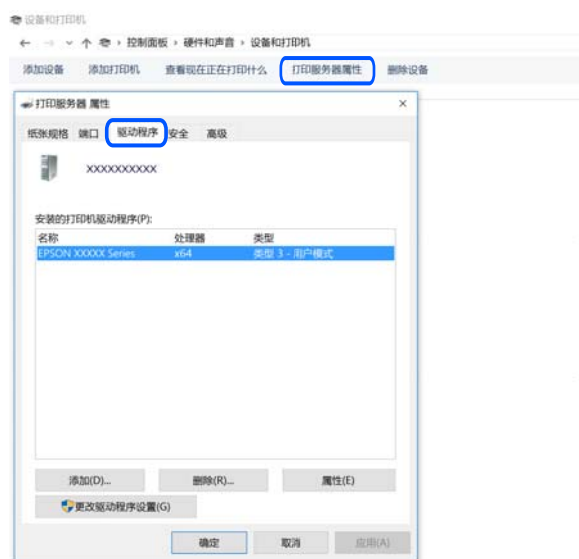 设备和打印机
控制面板 › 硬件和声音 › 设备和打印机
添加设备 添加打印机 查看现在正在打印什么 打印服务器属性 删除设备
打印服务器 属性
纸张规格 端口 驱动程序 安全 高级
XXXXXXXXXX
安装的打印机驱动程序(P):
名称 处理器 类型
EPSON XXXXX Series x64 类型 3 - 用户模式
添加(D)... 删除(R)... 属性(E)
更改驱动程序设置(G)
确定 取消 应用(A)